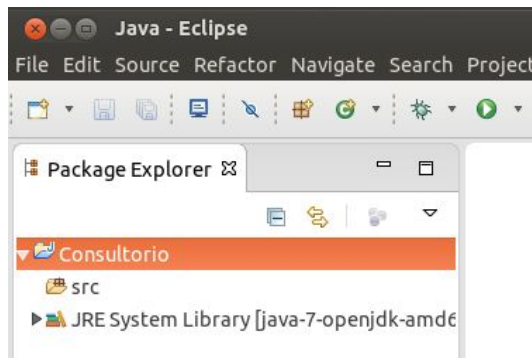 Java - Eclipse
File Edit Source Refactor Navigate Search Project
Package Explorer
Consultorio
src
JRE System Library [java-7-openjdk-amd6